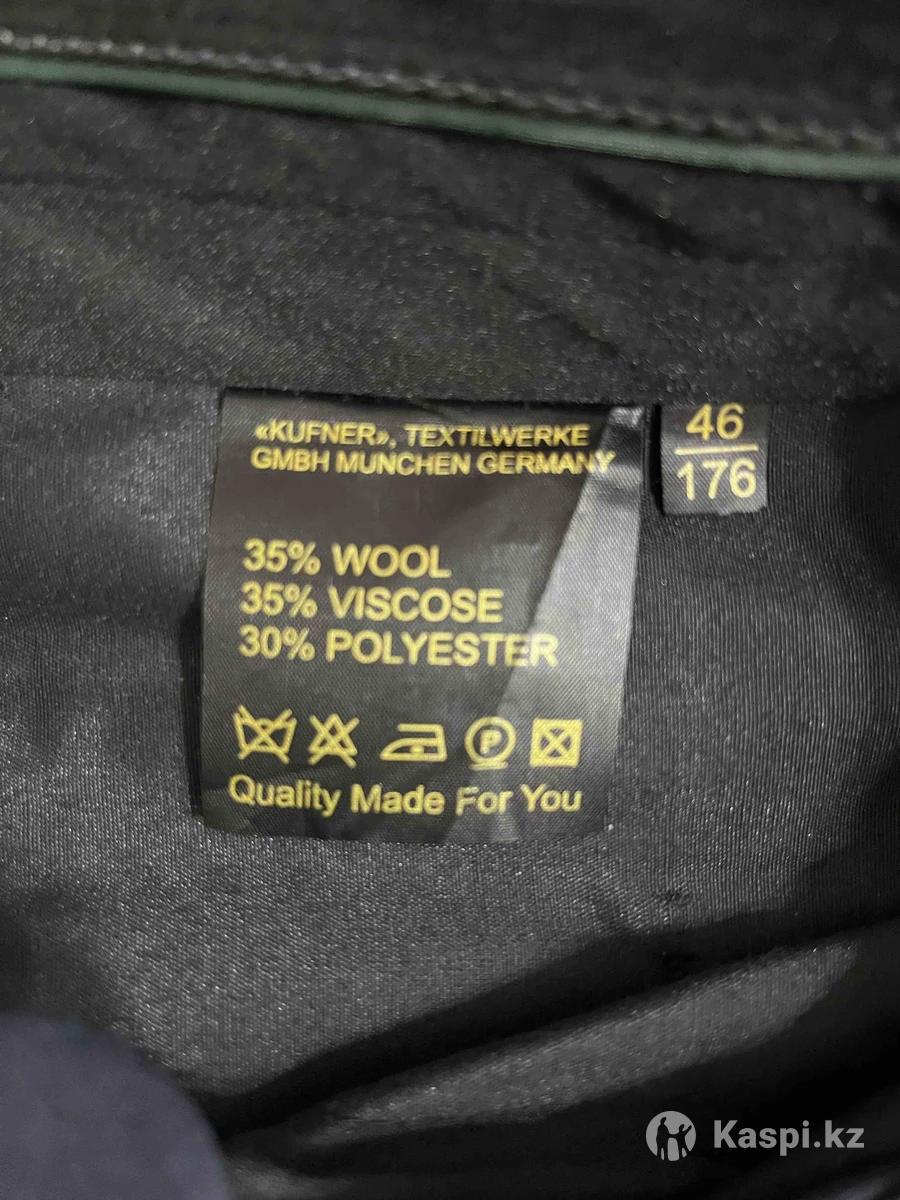 «KUFNER», TEXTILWERKE
GMBH MUNCHEN GERMANY
46
176
35% WOOL
35% VISCOSE
30% POLYESTER
P
Quality Made For You
Kaspi.kz